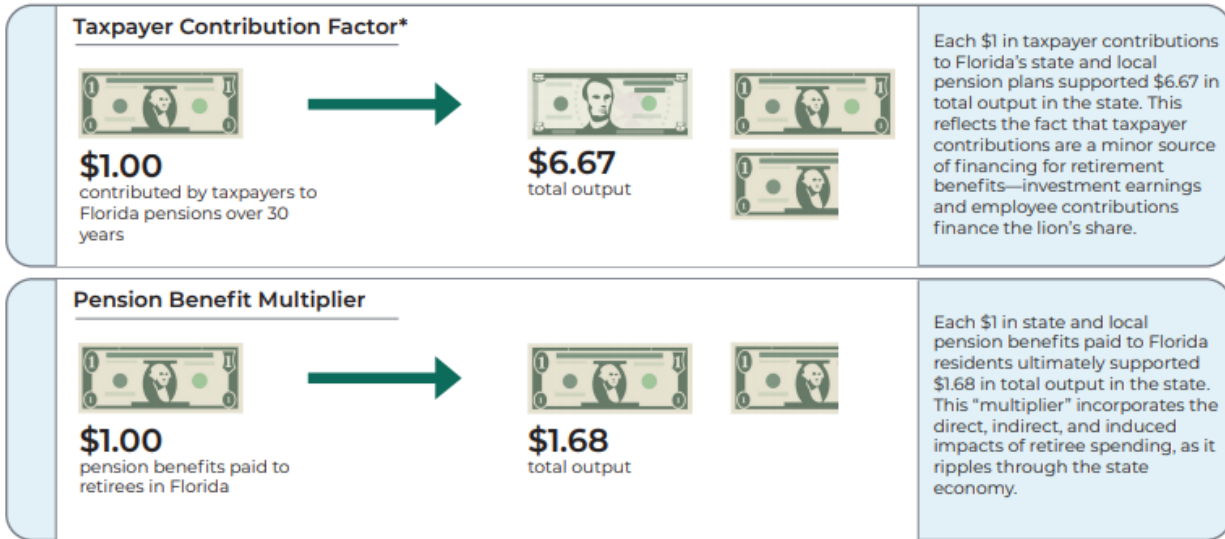 Taxpayer Contribution Factor*
$1.00
contributed by taxpayers to
Florida pensions over 30
years
$6.67
total output
Each $1 in taxpayer contributions
to Florida's state and local
pension plans supported $6.67 in
total output in the state. This
reflects the fact that taxpayer
contributions are a minor source
of financing for retirement
benefits—investment earnings
and employee contributions
finance the lion's share.
Pension Benefit Multiplier
$1.00
pension benefits paid to
retirees in Florida
$1.68
total output
Each $1 in state and local
pension benefits paid to Florida
residents ultimately supported
$1.68 in total output in the state.
This "multiplier" incorporates the
direct, indirect, and induced
impacts of retiree spending, as it
ripples through the state
economy.